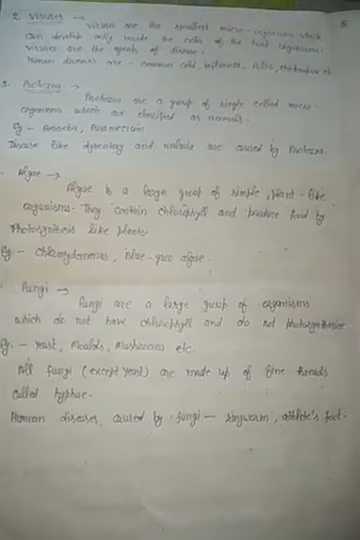 2. Viruses →
Viruses are the smallest micro-organisms which
can develop only inside the cells of the host organisms.
Viruses are the agents of disease.
Human diseases are - common cold, influenza, Polio,
3. Protozoa →
Protozoa are a group of single celled micro-
organisms which are classified as animals.
Eg - Amoeba, Paramecium
Disease like dysentery and malaria are caused by Protozoa.
Algae →
Algae is a large group of simple, plant-like
organisms. They contain chlorophyll and produce food by
Photosynthesis like plants.
Eg - Chlamydomonas, Blue-gree algae.
Fungi →
Fungi are a large group of organisms
which do not have chlorophyll and do not photosynthesise
Eg. - Yeast, Moulds, Mushrooms etc.
All fungi (except yeast) are made up of fine threads
called hyphae.
Human diseases caused by fungi - ringworm, athlete's foot.